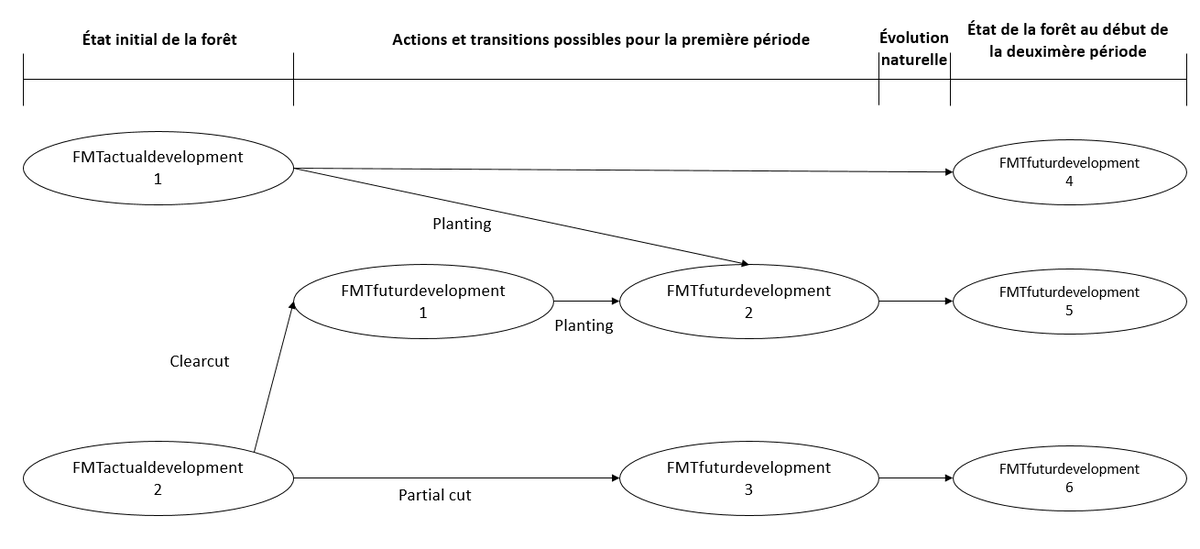 État initial de la forêt
Actions et transitions possibles pour la première période
Évolution
naturelle
État de la forêt au début de
la deuximère période
FMTactualdevelopment
1
FMTfuturdevelopment
4
Planting
FMTfuturdevelopment
1
Planting
FMTfuturdevelopment
2
FMTfuturdevelopment
5
Clearcut
FMTactualdevelopment
2
Partial cut
FMTfuturdevelopment
3
FMTfuturdevelopment
6